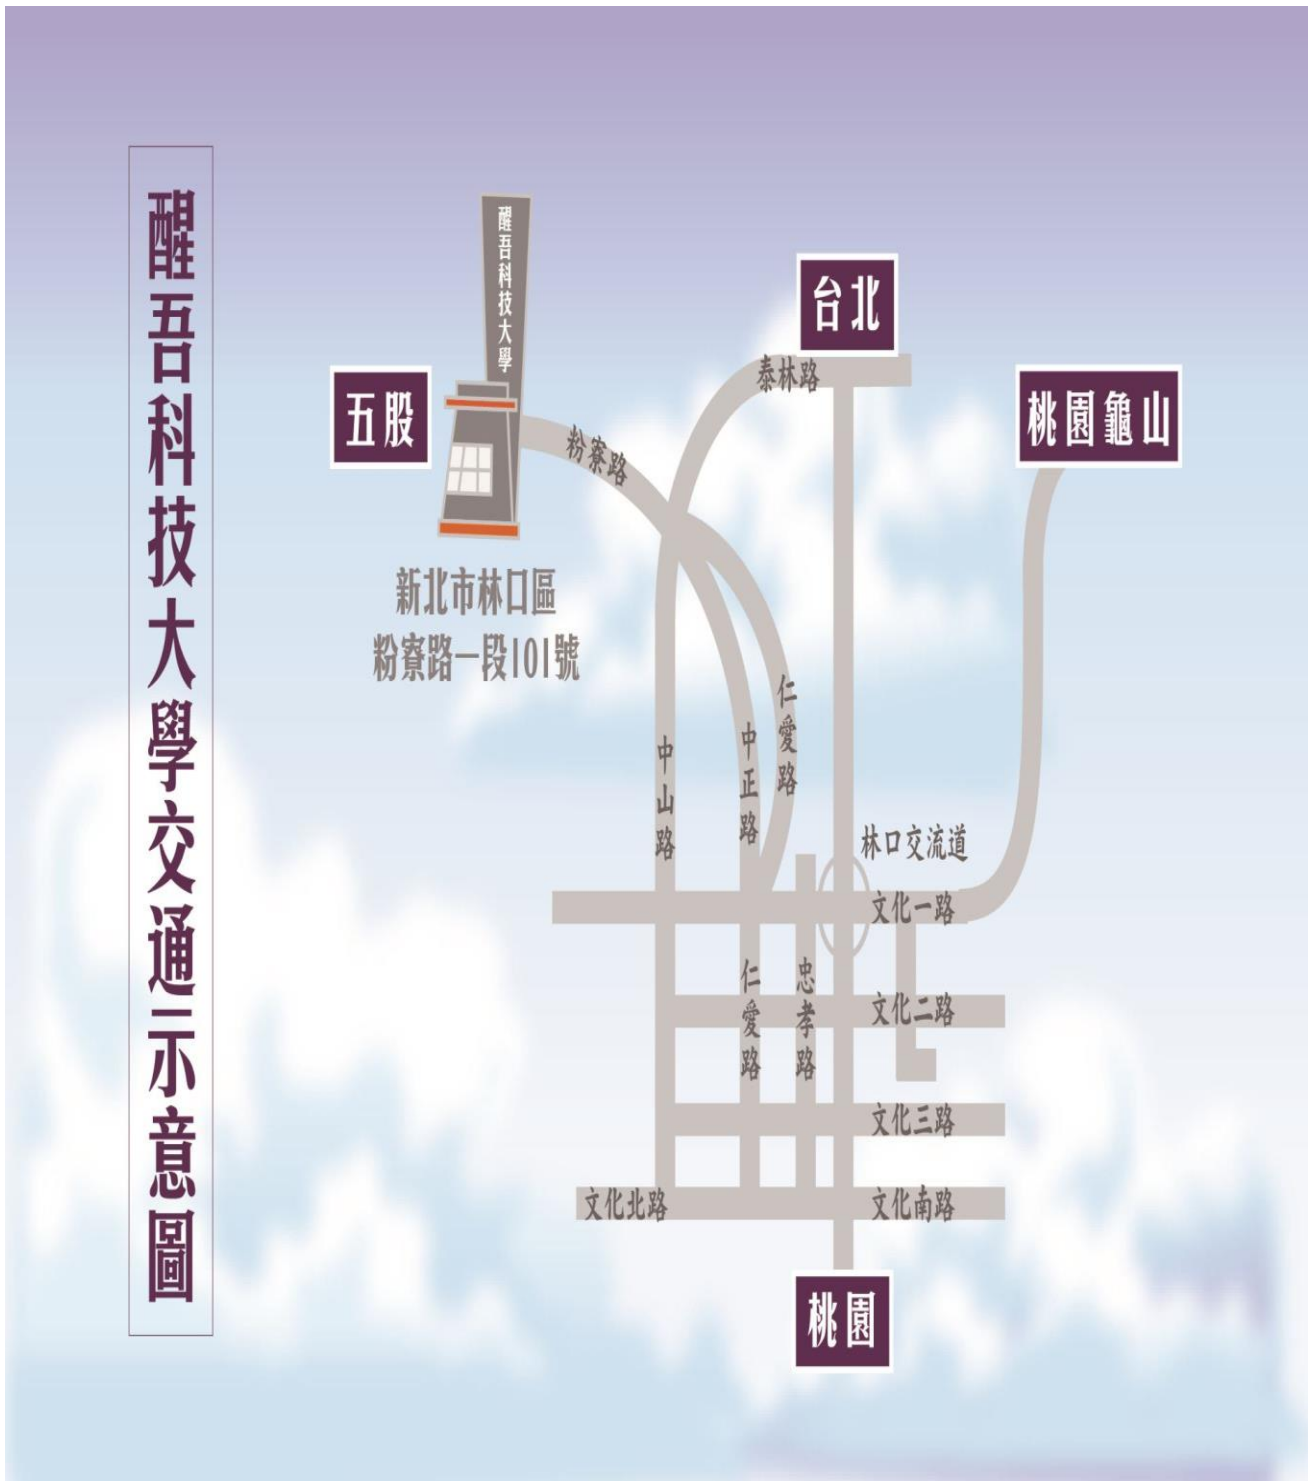 醒吾科技大學交通示意圖
醒吾科技大學
台北
五股
泰林路
桃園龜山
粉寮路
新北市林口區
粉寮路一段101號
仁愛路
中正路
中山路
林口交流道
文化一路
仁愛路
忠孝路
文化二路
文化三路
文化北路
文化南路
桃園